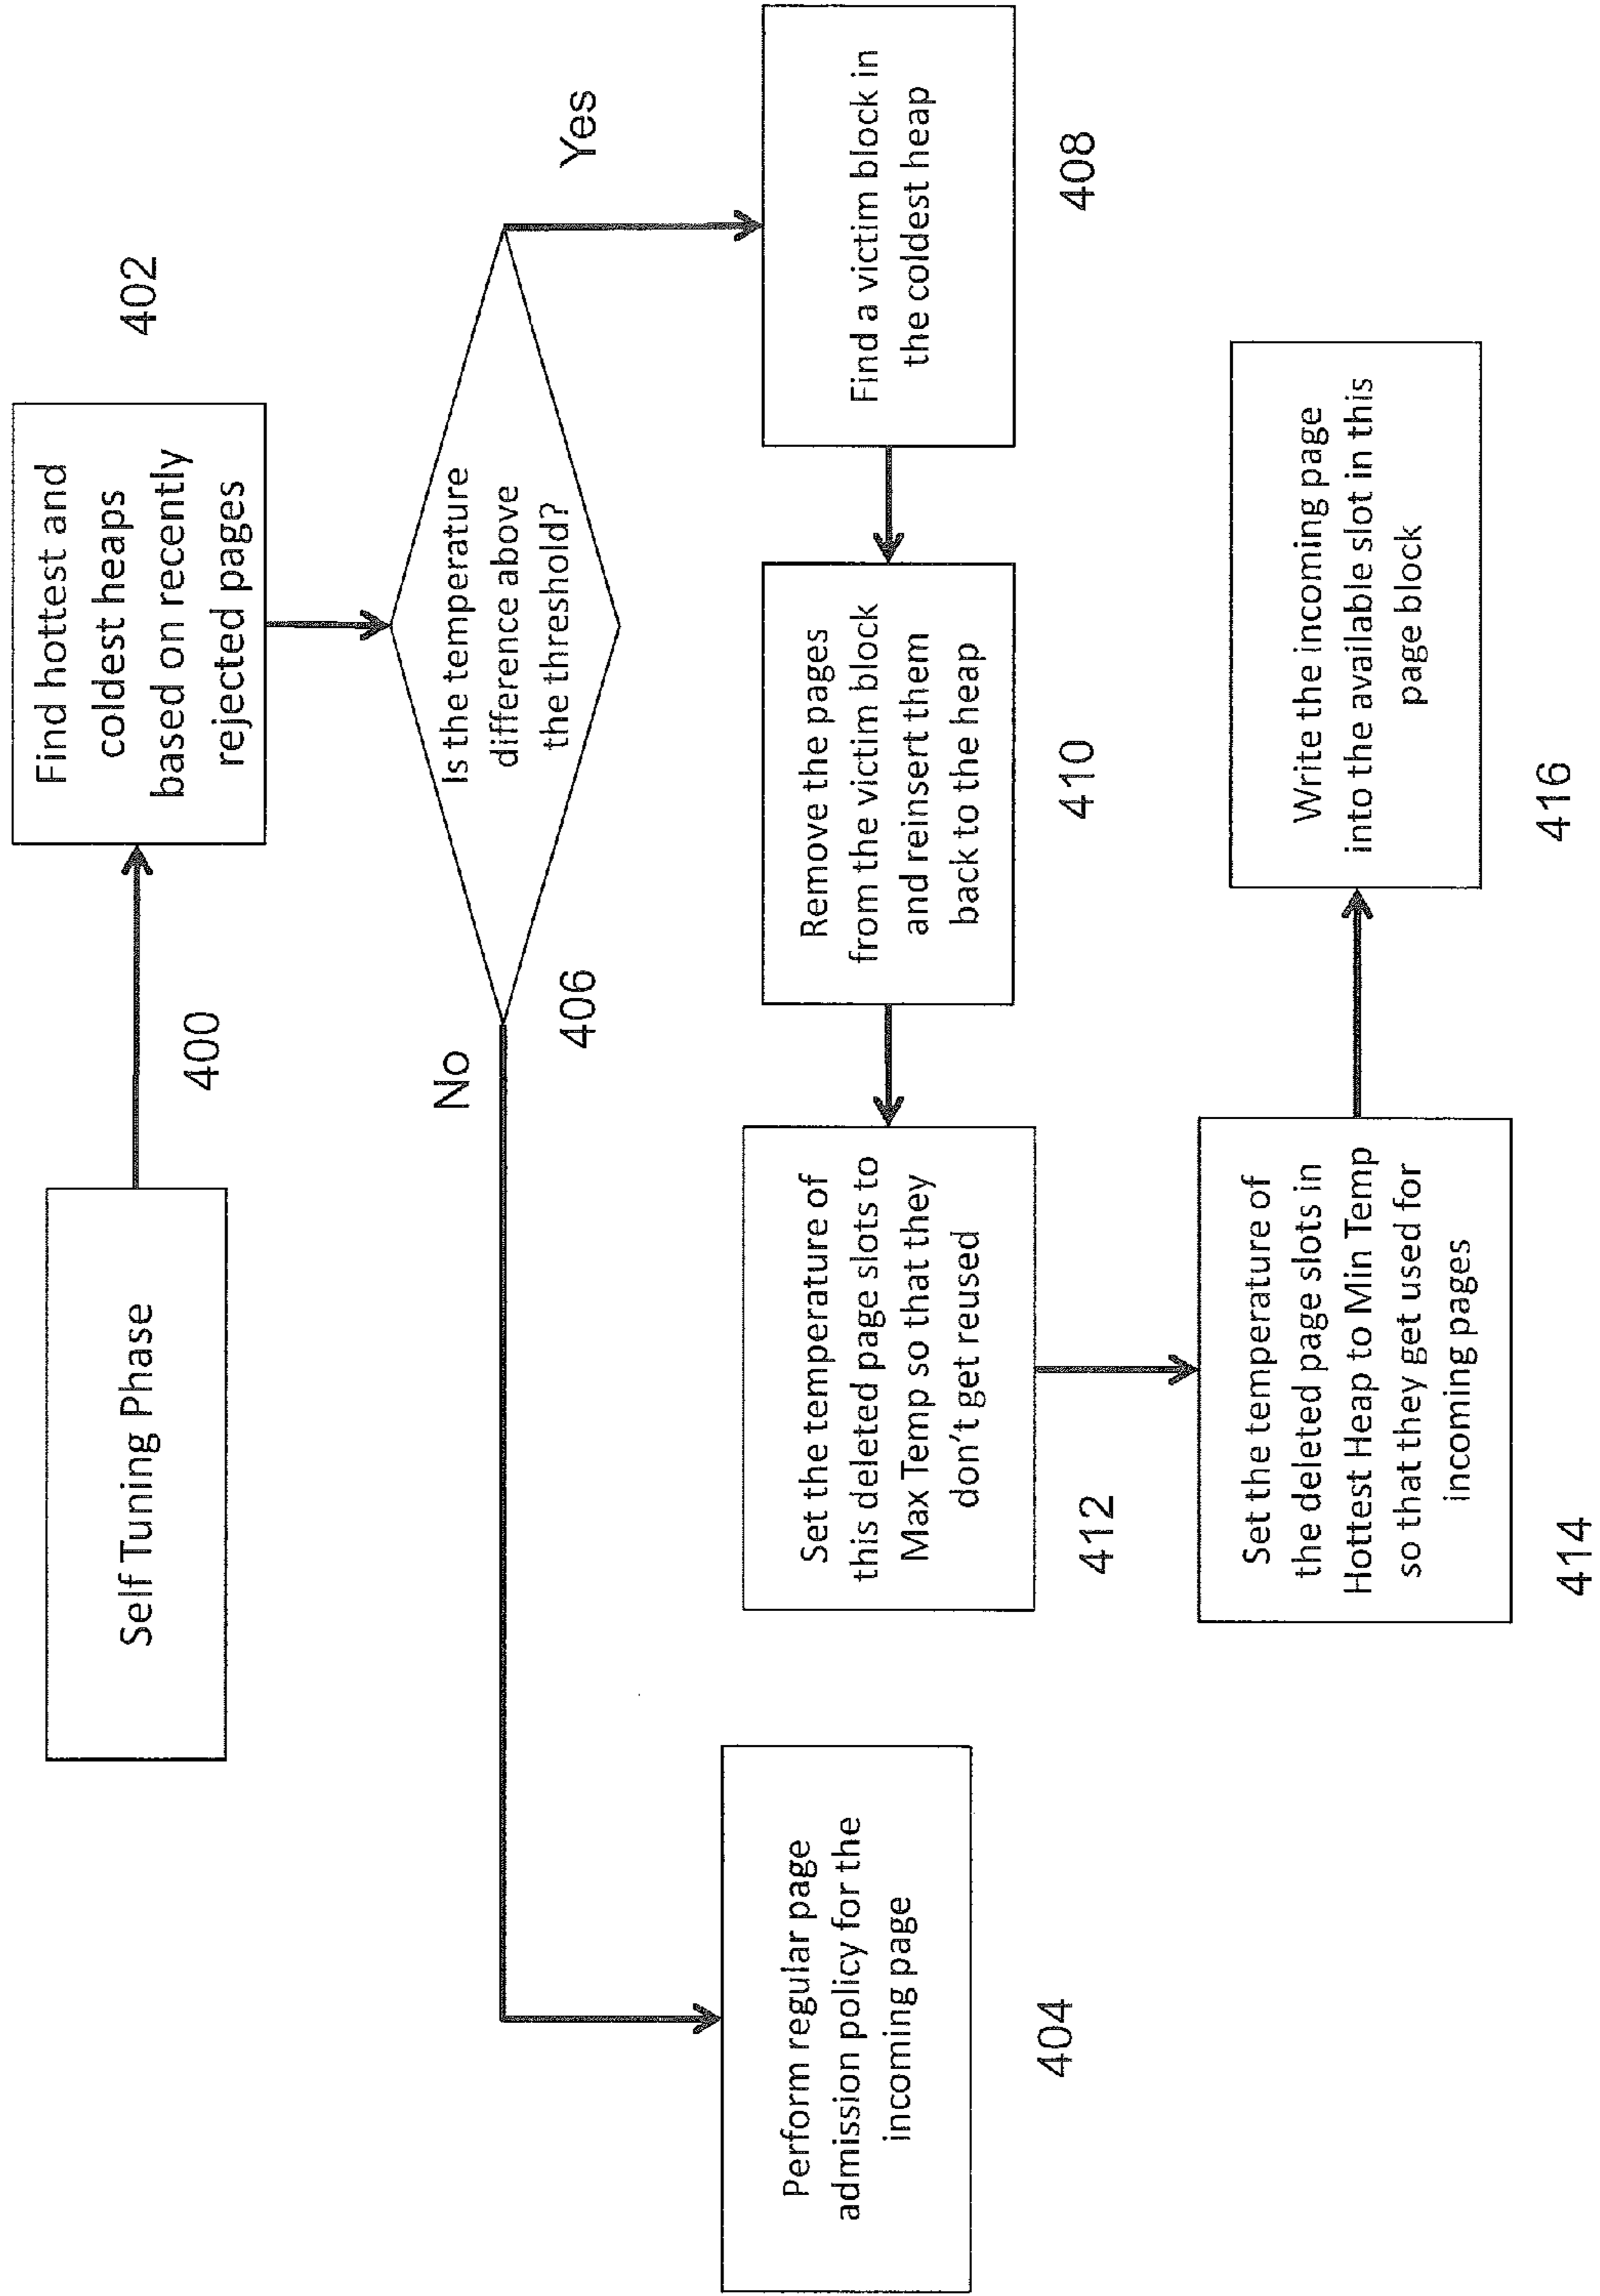 Self Tuning Phase
400
Find hottest and
coldest heaps
based on recently
rejected pages
402
Is the temperature
difference above
the threshold?
406
No
Yes
Perform regular page
admission policy for the
incoming page
404
Find a victim block in
the coldest heap
408
Remove the pages
from the victim block
and reinsert them
back to the heap
410
Set the temperature of
this deleted page slots to
Max Temp so that they
don't get reused
412
Set the temperature of
the deleted page slots in
Hottest Heap to Min Temp
so that they get used for
incoming pages
414
Write the incoming page
into the available slot in this
page block
416